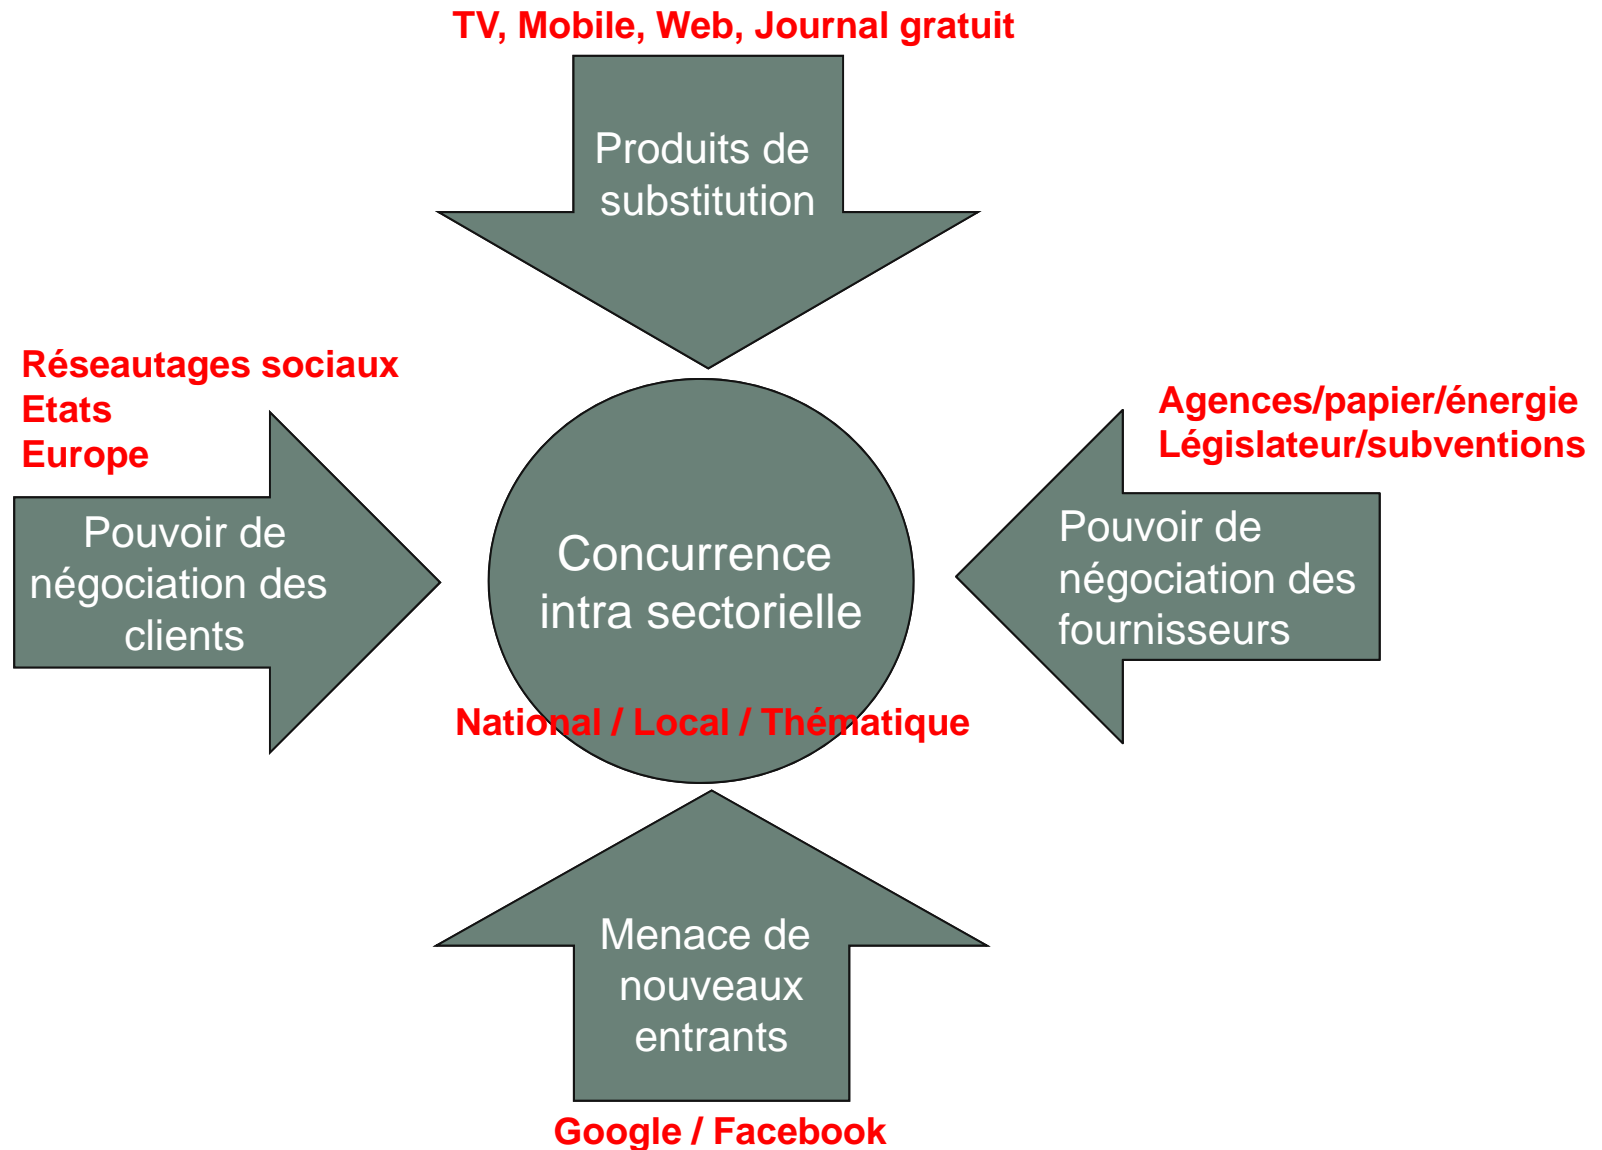 TV, Mobile, Web, Journal gratuit
Produits de
substitution
Réseautages sociaux
Etats
Europe
Pouvoir de
négociation des
clients
Concurrence
intra sectorielle
National / Local / Thématique
Agences/papier/énergie
Législateur/subventions
Pouvoir de
négociation des
fournisseurs
Menace de
nouveaux
entrants
Google / Facebook